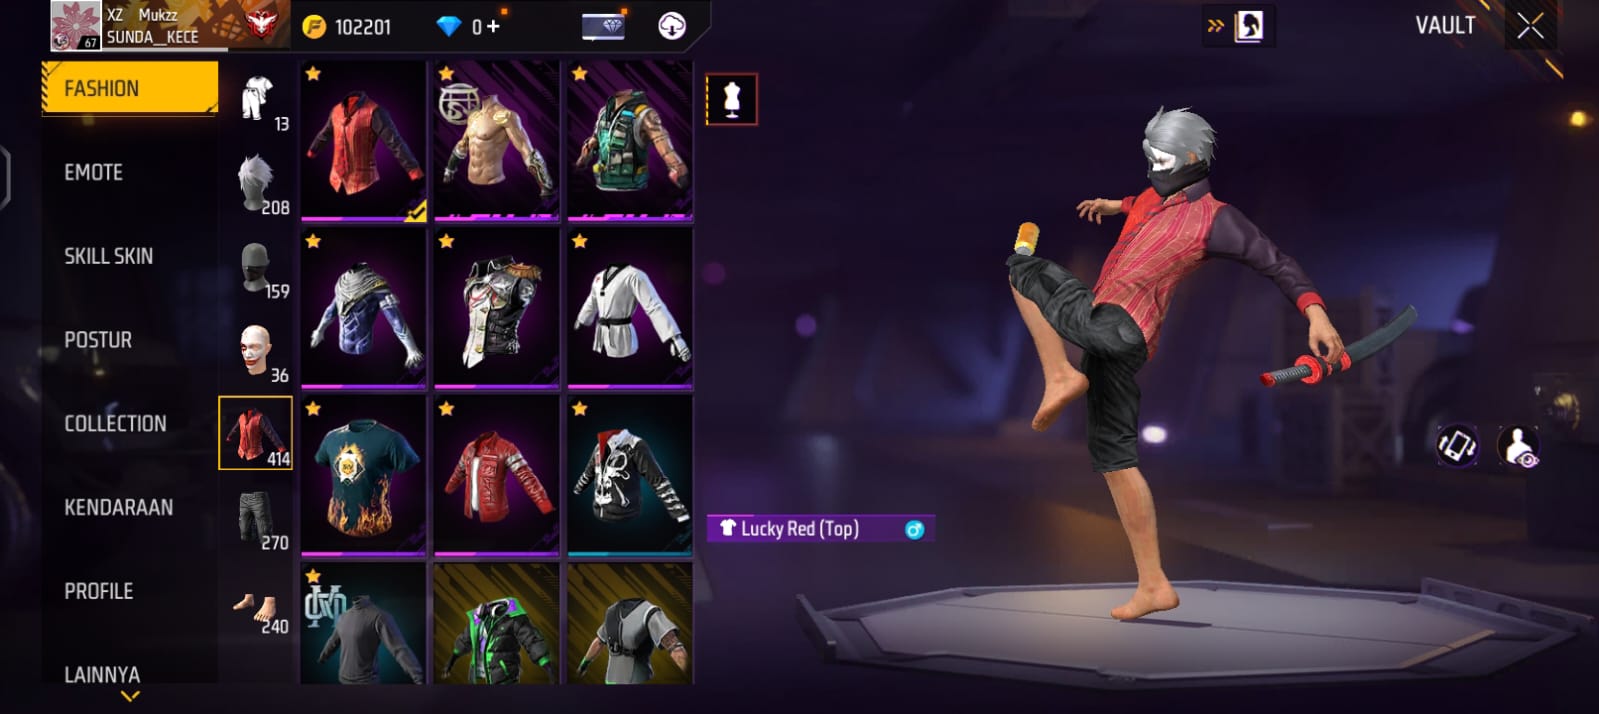 XZ Mukzz
SUNDA__KECE
67
102201
0 +
VAULT
FASHION
EMOTE
SKILL SKIN
POSTUR
COLLECTION
KENDARAAN
PROFILE
LAINNYA
13
208
159
36
414
270
240
Lucky Red (Top)